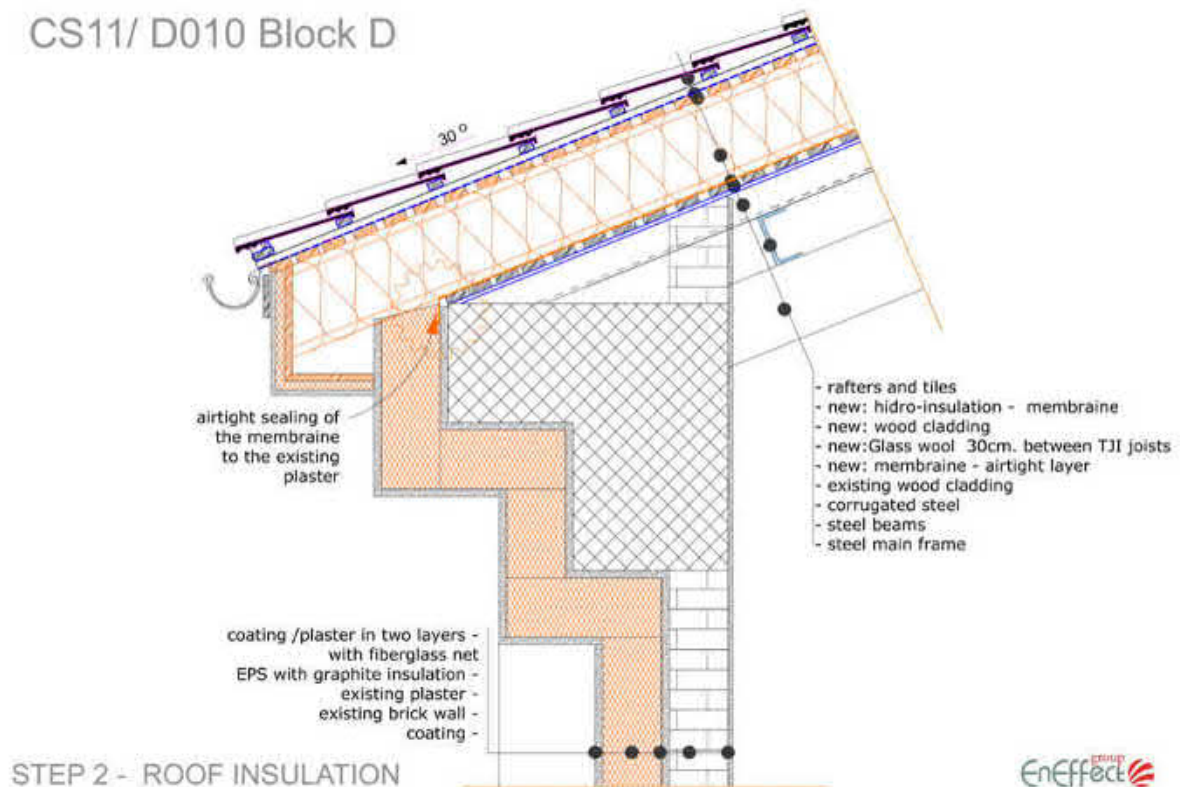 CS11/ D010 Block D
30 °
airtight sealing of
the membraine
to the existing
plaster
- rafters and tiles
- new: hidro-insulation - membraine
- new: wood cladding
- new:Glass wool 30cm. between TJI joists
- new: membraine - airtight layer
- existing wood cladding
- corrugated steel
- steel beams
- steel main frame
coating /plaster in two layers -
with fiberglass net
EPS with graphite insulation -
existing plaster -
existing brick wall -
coating -
STEP 2 - ROOF INSULATION
group
EnEffect